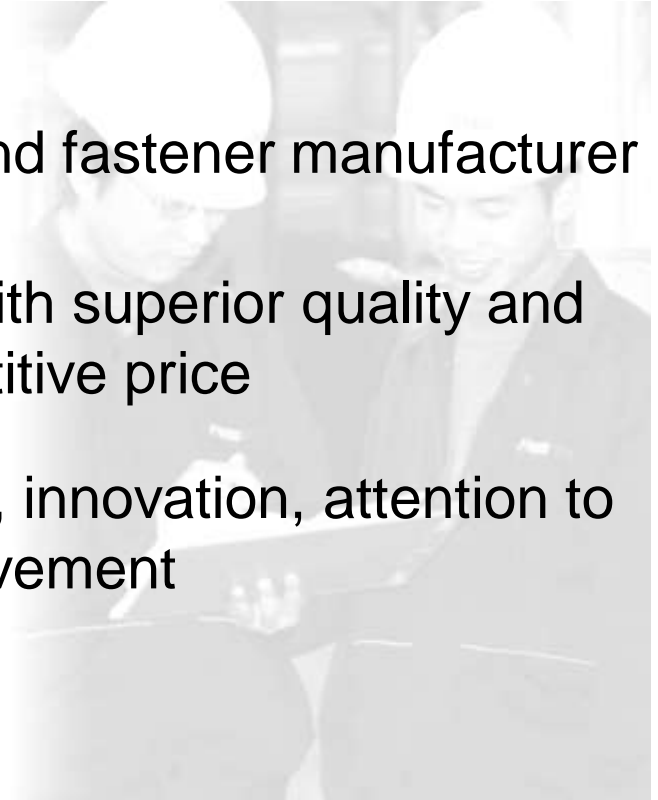 nd fastener manufacturer
ith superior quality and
titive price
, innovation, attention to
vement